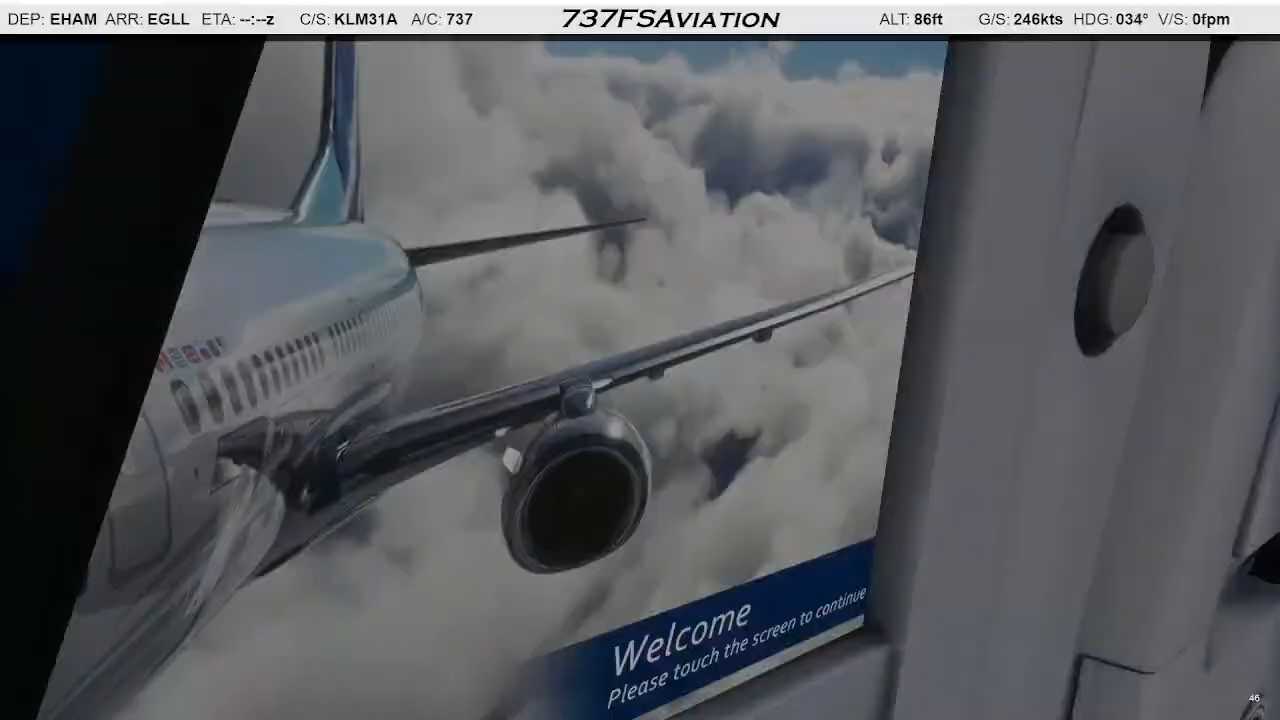 DEP: EHAM ARR: EGLL ETA: --:--z C/S: KLM31A A/C: 737 737FSAVIATION ALT: 86ft G/S: 246kts HDG: 034° V/S: 0fpm
Welcome
Please touch the screen to continue
46